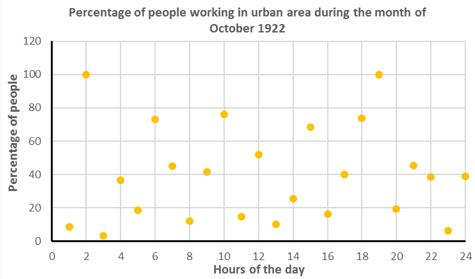 Percentage of people working in urban area during the month of
October 1922
120
100
80
60
40
20
0
Percentage of people
0 2 4 6 8 10 12 14 16 18 20 22 24
Hours of the day